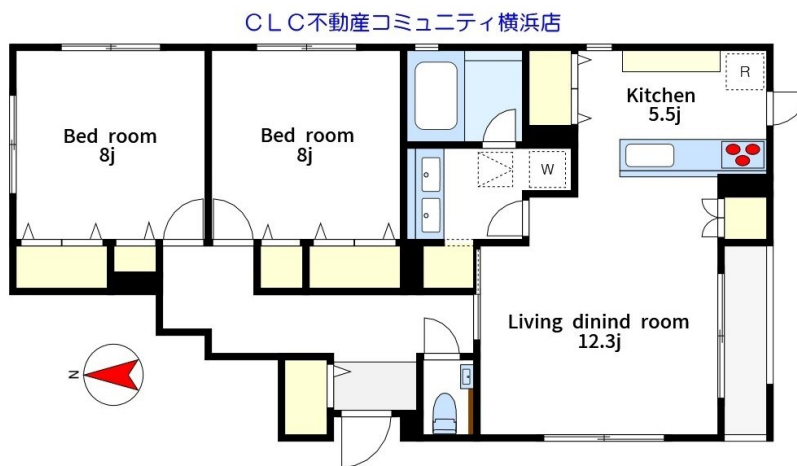 CLC不動産コミュニティ横浜店
Bed room
8j
Bed room
8j
Kitchen
5.5j
R
W
Living dinind room
12.3j
N